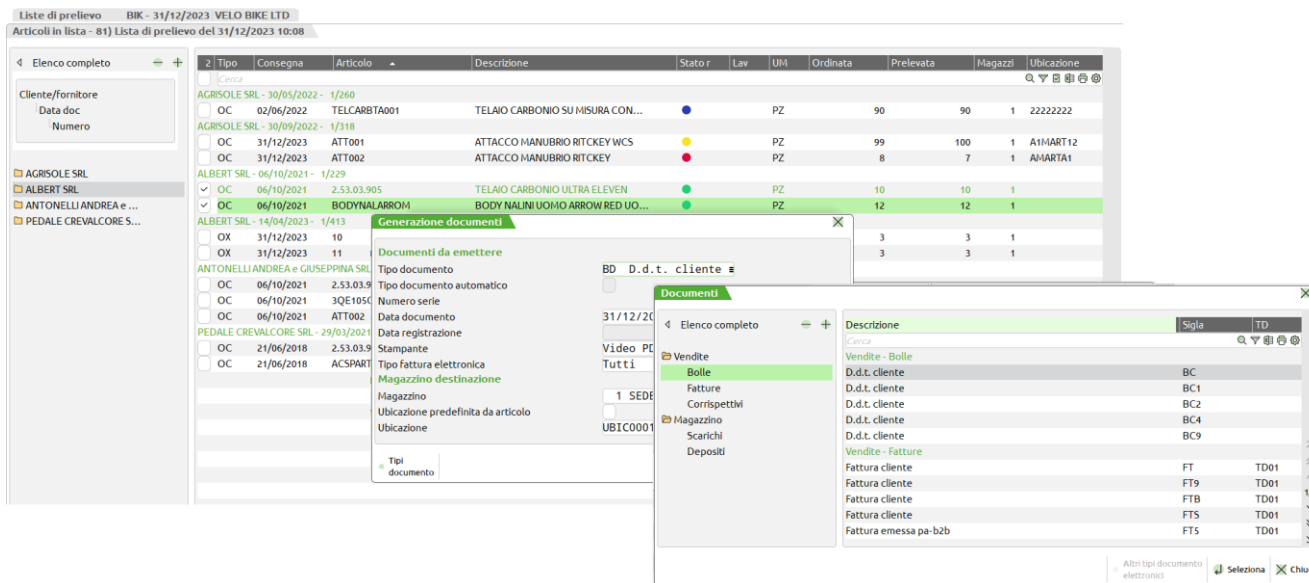 Liste di prelievo BIK - 31/12/2023 VELO BIKE LTD
Articoli in lista - 81) Lista di prelievo del 31/12/2023 10:08
Elenco completo
Cliente/fornitore
Data doc
Numero
AGRISOLE SRL
ALBERT SRL
ANTONELLI ANDREA e ...
PEDALE CREVALCORE S...
2 Tipo Consegna Articolo Descrizione Stato r Lav UM Ordinata Prelevata Magazzi Ubicazione
Cerca
AGRISOLE SRL - 30/05/2022 - 1/260
OC 02/06/2022 TELCARBTA001 TELAIO CARBONIO SU MISURA CON... PZ 90 90 1 22222222
AGRISOLE SRL - 30/09/2022 - 1/318
OC 31/12/2023 ATT001 ATTACCO MANUBRIO RITCKEY WCS PZ 99 100 1 A1MART12
OC 31/12/2023 ATT002 ATTACCO MANUBRIO RITCKEY PZ 8 7 1 AMARTA1
ALBERT SRL - 06/10/2021 - 1/229
OC 06/10/2021 2.53.03.905 TELAIO CARBONIO ULTRA ELEVEN PZ 10 10 1
OC 06/10/2021 BODYNALARROM BODY NALINI UOMO ARROW RED UO... PZ 12 12 1
ALBERT SRL - 14/04/2023 - 1/413
OX 31/12/2023 10 3 3 1
OX 31/12/2023 11 3 3 1
ANTONELLI ANDREA e GIUSEPPINA SRL
OC 06/10/2021 2.53.03.9
OC 06/10/2021 3QE105C
OC 06/10/2021 ATT002
PEDALE CREVALCORE SRL - 29/03/2021
OC 21/06/2018 2.53.03.9
OC 21/06/2018 ACSPART
Generazione documenti
Documenti da emettere
Tipo documento BD D.d.t. cliente
Tipo documento automatico
Numero serie
Data documento 31/12/20
Data registrazione
Stampante Video PD
Tipo fattura elettronica Tutti
Magazzino destinazione
Magazzino 1 SEDE
Ubicazione predefinita da articolo
Ubicazione UBIC0001
Tipi
documento
Documenti
Elenco completo
Vendite
Bolle
Fatture
Corrispettivi
Magazzino
Scarichi
Depositi
Descrizione Sigla TD
Cerca
Vendite - Bolle
D.d.t. cliente BC
D.d.t. cliente BC1
D.d.t. cliente BC2
D.d.t. cliente BC4
D.d.t. cliente BC9
Vendite - Fatture
Fattura cliente FT TD01
Fattura cliente FT9 TD01
Fattura cliente FTB TD01
Fattura cliente FTS TD01
Fattura emessa pa-b2b FT5 TD01
Altri tipi documento
elettronici
Seleziona
Chiu